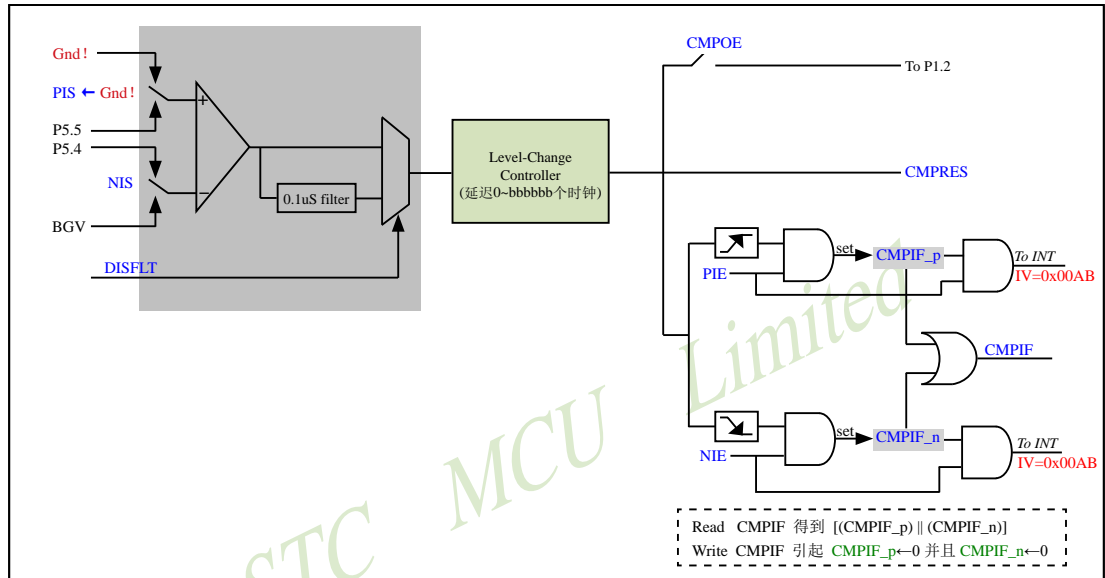 Gnd!
PIS ← Gnd!
P5.5
P5.4
NIS
BGV
DISFLT
+
−
0.1uS filter
Level-Change
Controller
(延迟0~bbbbbb个时钟)
CMPOE
To P1.2
CMPRES
PIE
set
CMPIF_p
To INT
IV=0x00AB
CMPIF
NIE
set
CMPIF_n
To INT
IV=0x00AB
Read CMPIF 得到 [(CMPIF_p) || (CMPIF_n)]
Write CMPIF 引起 CMPIF_p←0 并且 CMPIF_n←0
STC MCU Limited